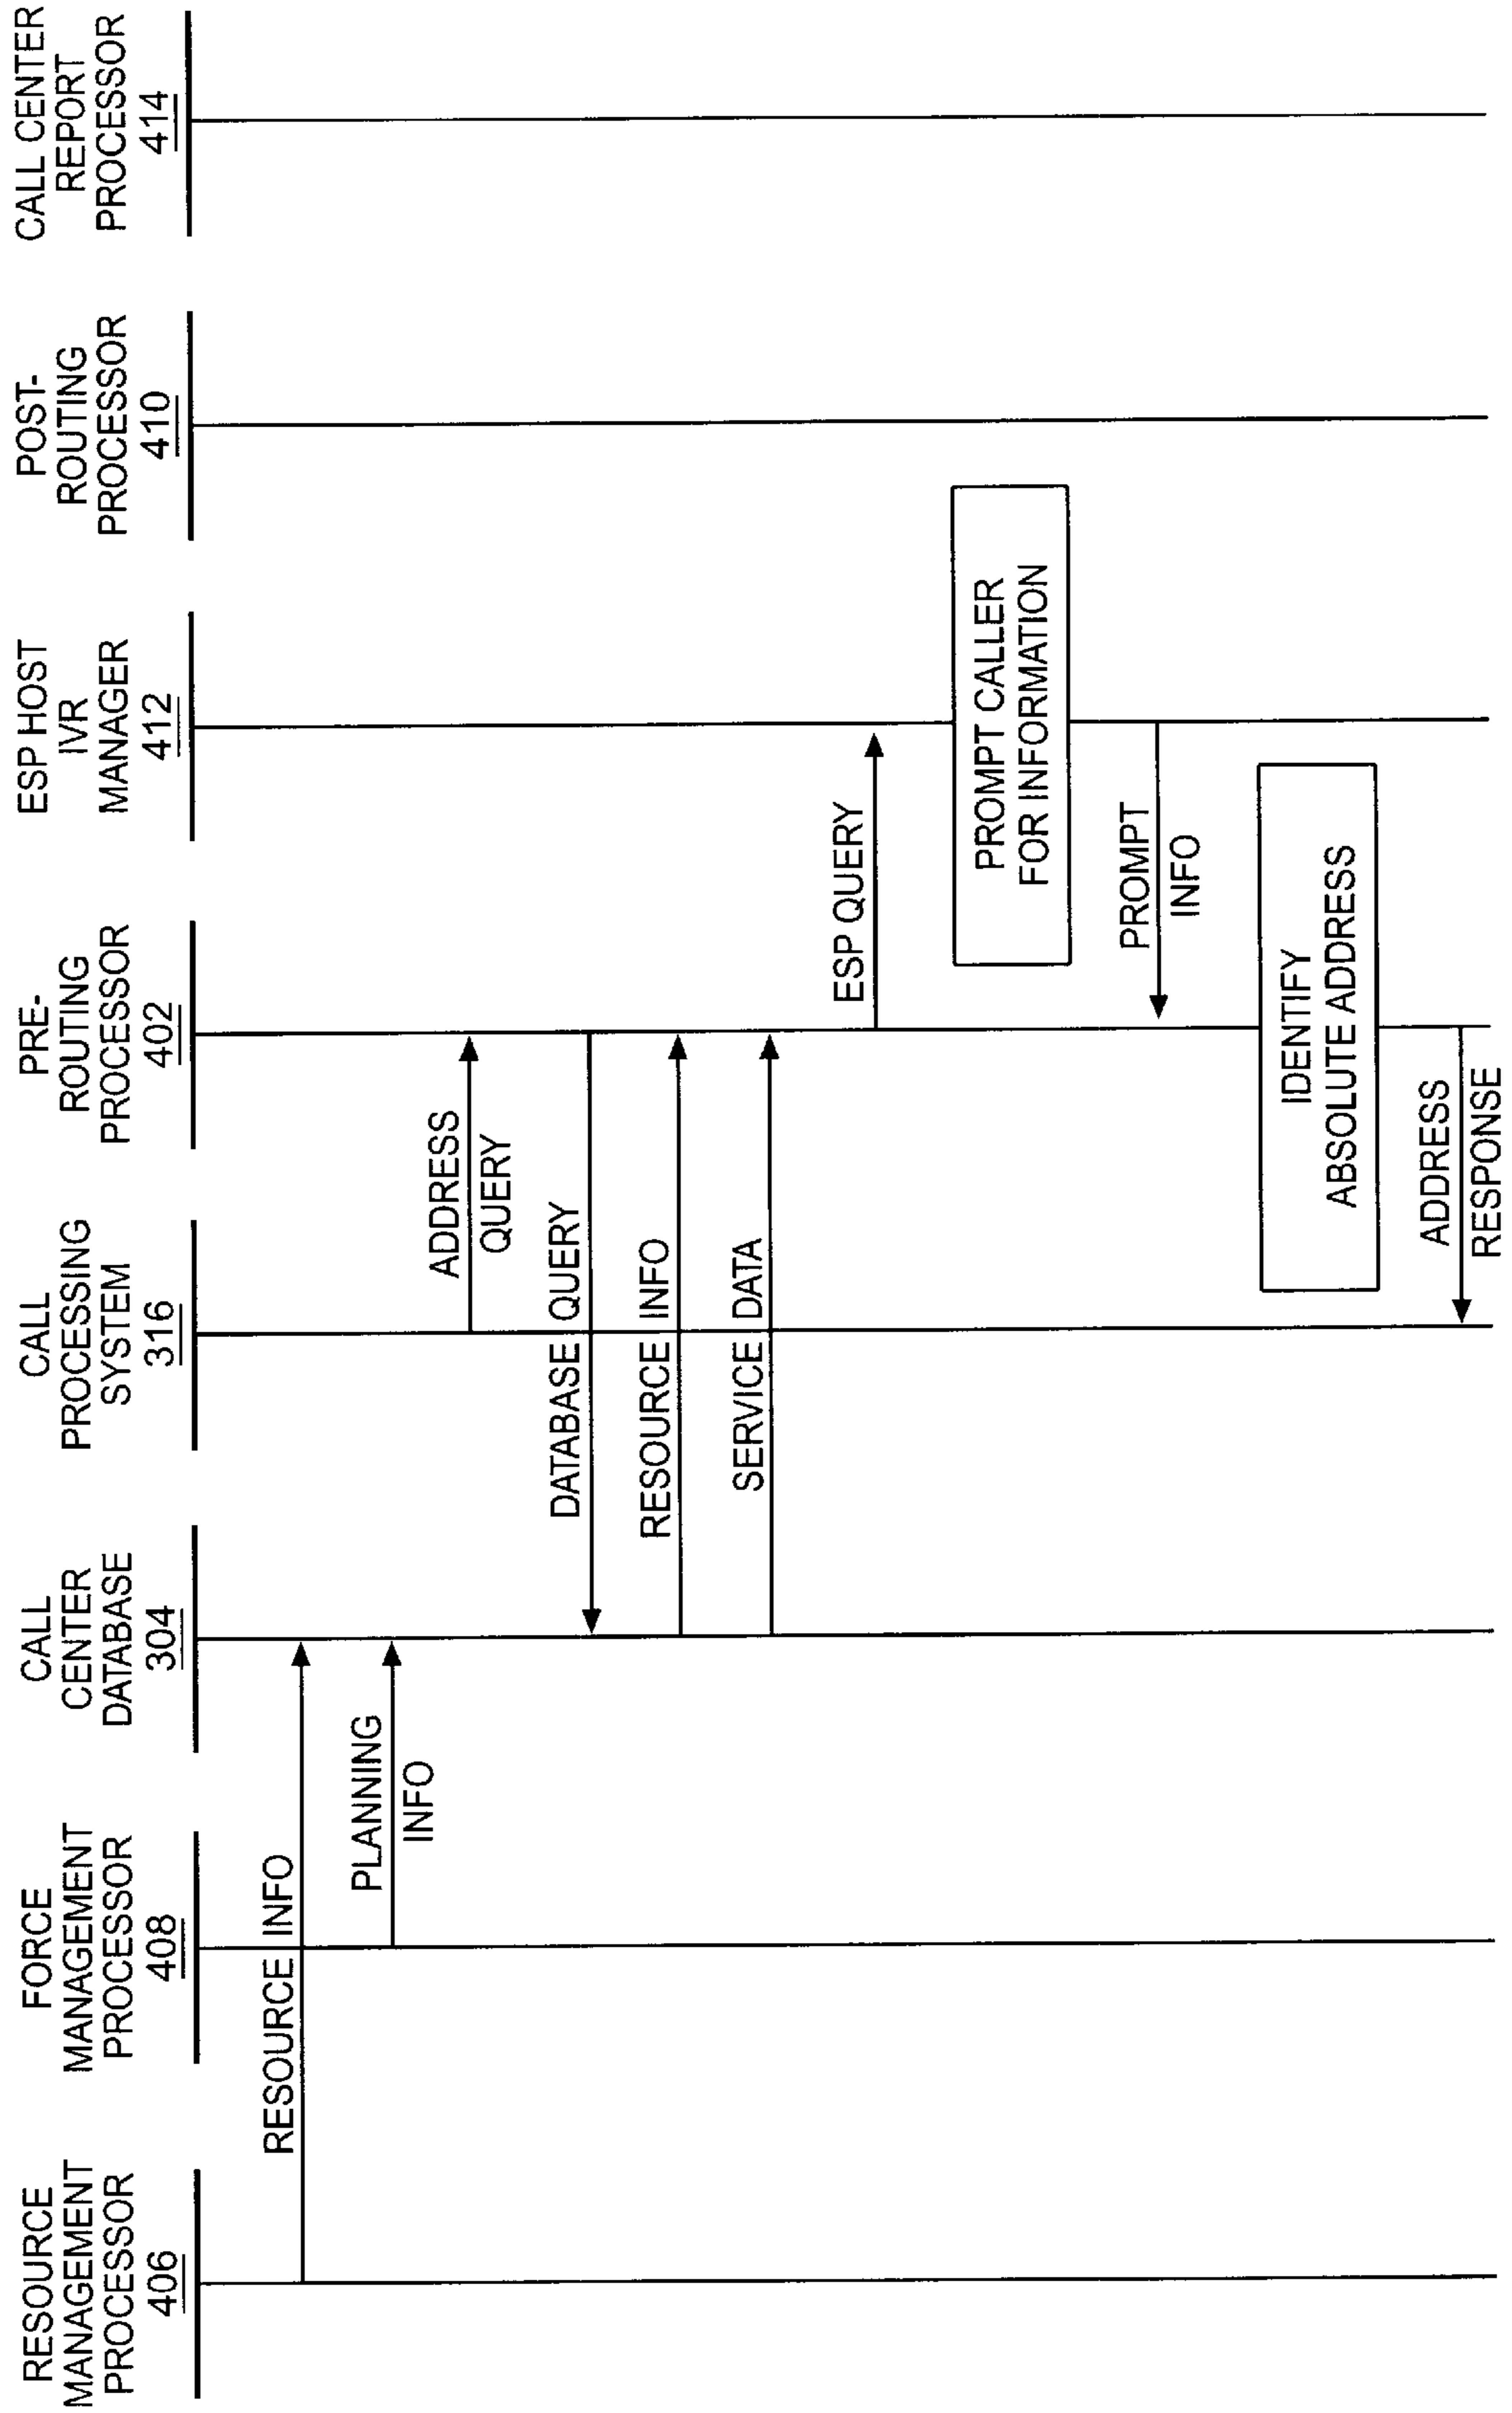 RESOURCE
MANAGEMENT
PROCESSOR
406
FORCE
MANAGEMENT
PROCESSOR
408
CALL
CENTER
DATABASE
304
CALL
PROCESSING
SYSTEM
316
PRE-
ROUTING
PROCESSOR
402
ESP HOST
IVR
MANAGER
412
POST-
ROUTING
PROCESSOR
410
CALL CENTER
REPORT
PROCESSOR
414
RESOURCE INFO
PLANNING
INFO
ADDRESS
QUERY
DATABASE QUERY
RESOURCE INFO
SERVICE DATA
ESP QUERY
PROMPT CALLER
FOR INFORMATION
PROMPT
INFO
IDENTIFY
ABSOLUTE ADDRESS
ADDRESS
RESPONSE